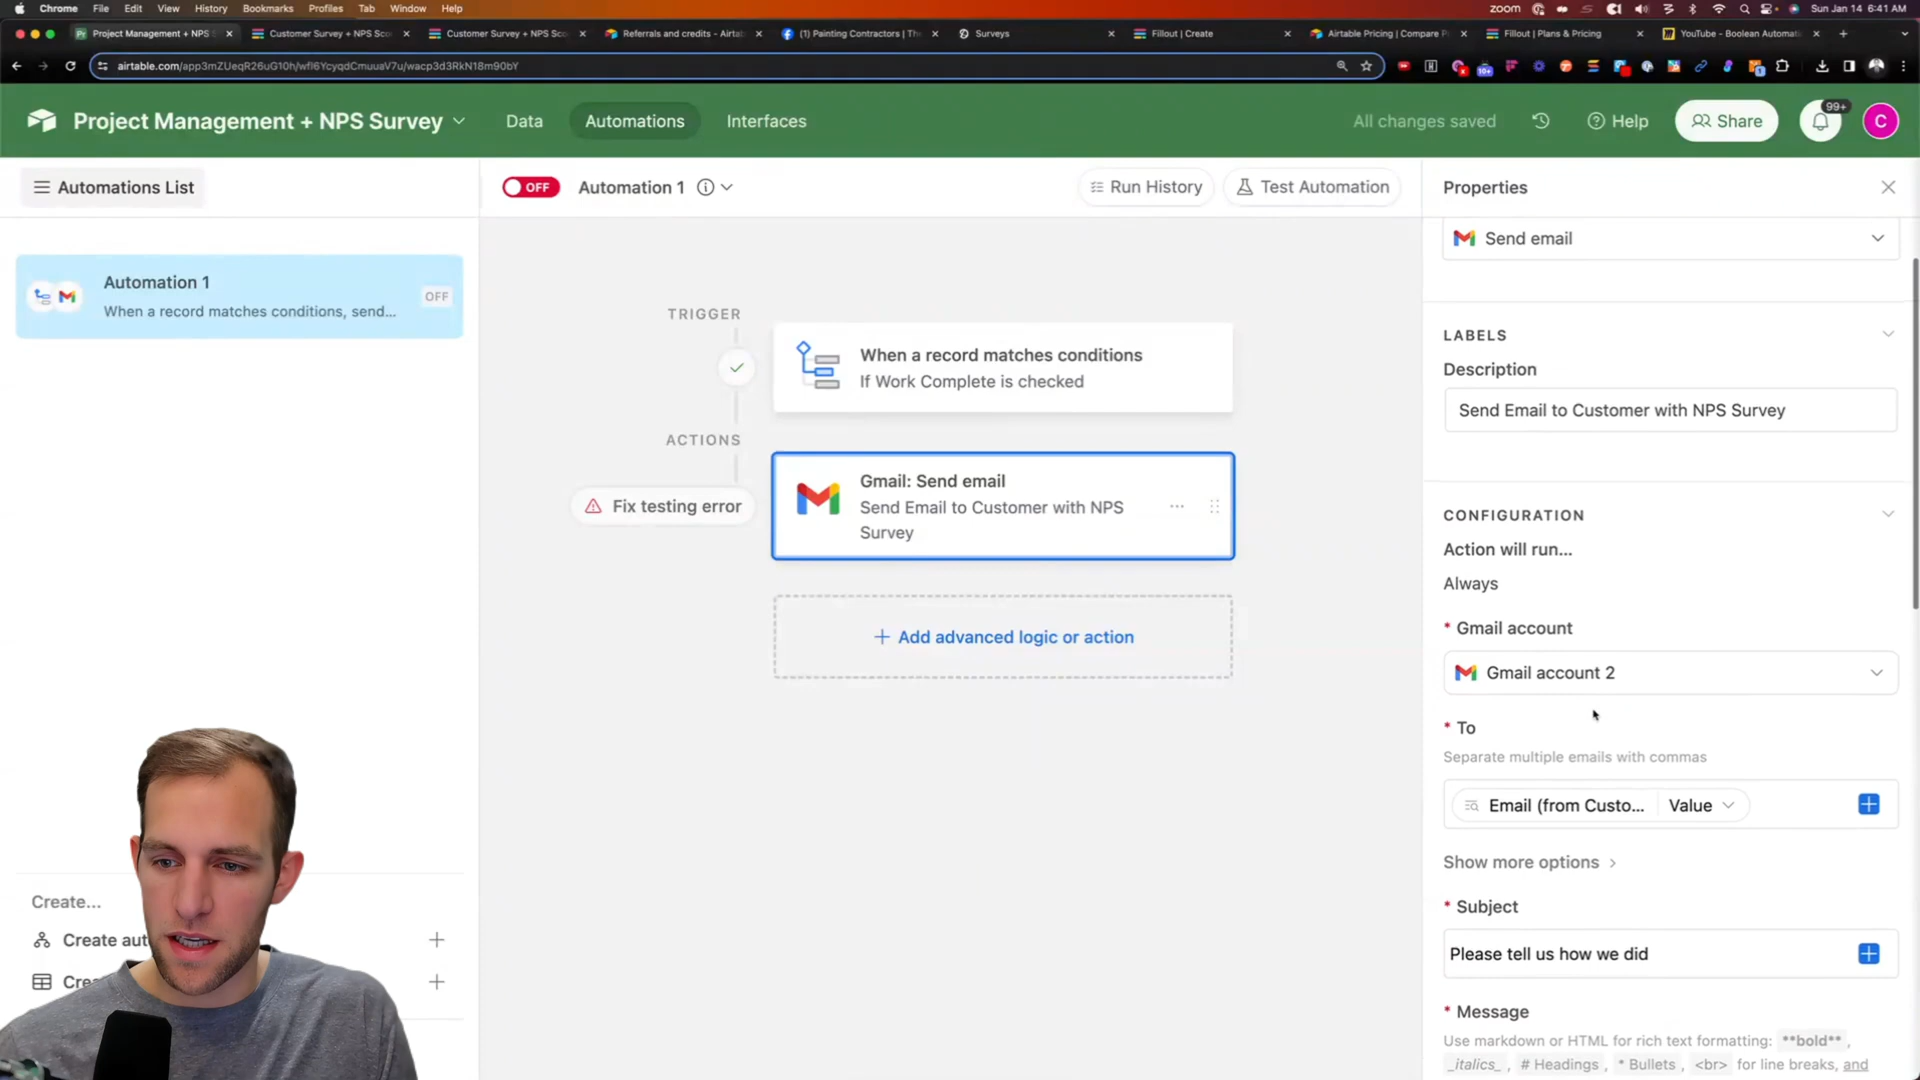 Chrome File Edit View History Bookmarks Profiles Tab Window Help
zoom Sun Jan 14 6:41 AM
Project Management + NPS
Customer Survey + NPS Sco
Customer Survey + NPS Sco
Referrals and credits - Airtab
(1) Painting Contractors | The
Surveys
Fillout | Create
Airtable Pricing | Compare P
Fillout | Plans & Pricing
YouTube - Boolean Automati
airtable.com/app3mZUeqR26uG10h/wfl6YcyqdCmuuaV7u/wacp3d3RkN18m90bY
10+
Project Management + NPS Survey
Data
Automations
Interfaces
All changes saved
Help
Share
99+
C
Automations List
OFF
Automation 1
Run History
Test Automation
Properties
Automation 1
When a record matches conditions, send...
OFF
TRIGGER
When a record matches conditions
If Work Complete is checked
ACTIONS
Fix testing error
Gmail: Send email
Send Email to Customer with NPS
Survey
Add advanced logic or action
Create...
Create aut
Cre
Send email
LABELS
Description
Send Email to Customer with NPS Survey
CONFIGURATION
Action will run...
Always
* Gmail account
Gmail account 2
* To
Separate multiple emails with commas
Email (from Custo... Value
Show more options
* Subject
Please tell us how we did
* Message
Use markdown or HTML for rich text formatting: **bold** ,
_italics_ , # Headings , * Bullets , <br> for line breaks, and